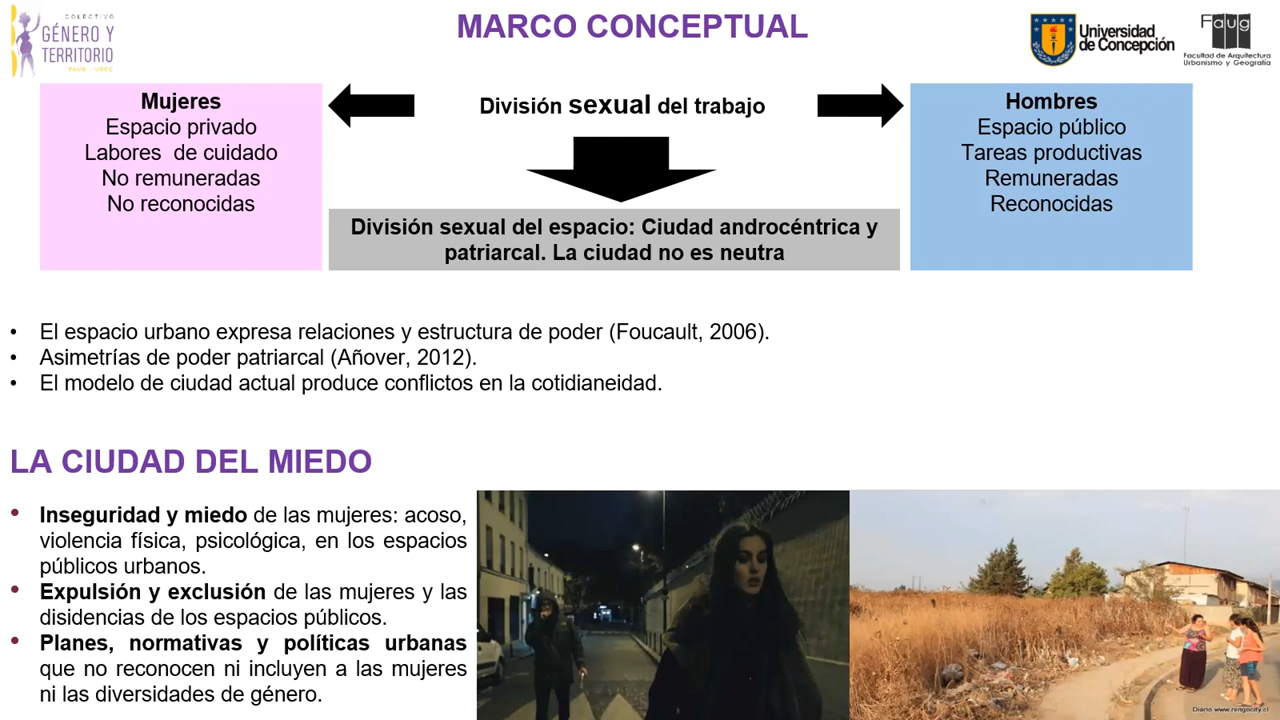 COLECTIVO
GÉNERO Y
TERRITORIO
FAUG - UDEC
MARCO CONCEPTUAL
Universidad
de Concepción
Faug
Facultad de Arquitectura
Urbanismo y Geografía
Mujeres
Espacio privado
Labores de cuidado
No remuneradas
No reconocidas
División sexual del trabajo
Hombres
Espacio público
Tareas productivas
Remuneradas
Reconocidas
División sexual del espacio: Ciudad androcéntrica y
patriarcal. La ciudad no es neutra
• El espacio urbano expresa relaciones y estructura de poder (Foucault, 2006).
• Asimetrías de poder patriarcal (Añover, 2012).
• El modelo de ciudad actual produce conflictos en la cotidianeidad.
LA CIUDAD DEL MIEDO
• Inseguridad y miedo de las mujeres: acoso,
violencia física, psicológica, en los espacios
públicos urbanos.
• Expulsión y exclusión de las mujeres y las
disidencias de los espacios públicos.
• Planes, normativas y políticas urbanas
que no reconocen ni incluyen a las mujeres
ni las diversidades de género.
Diario www.rengocity.cl